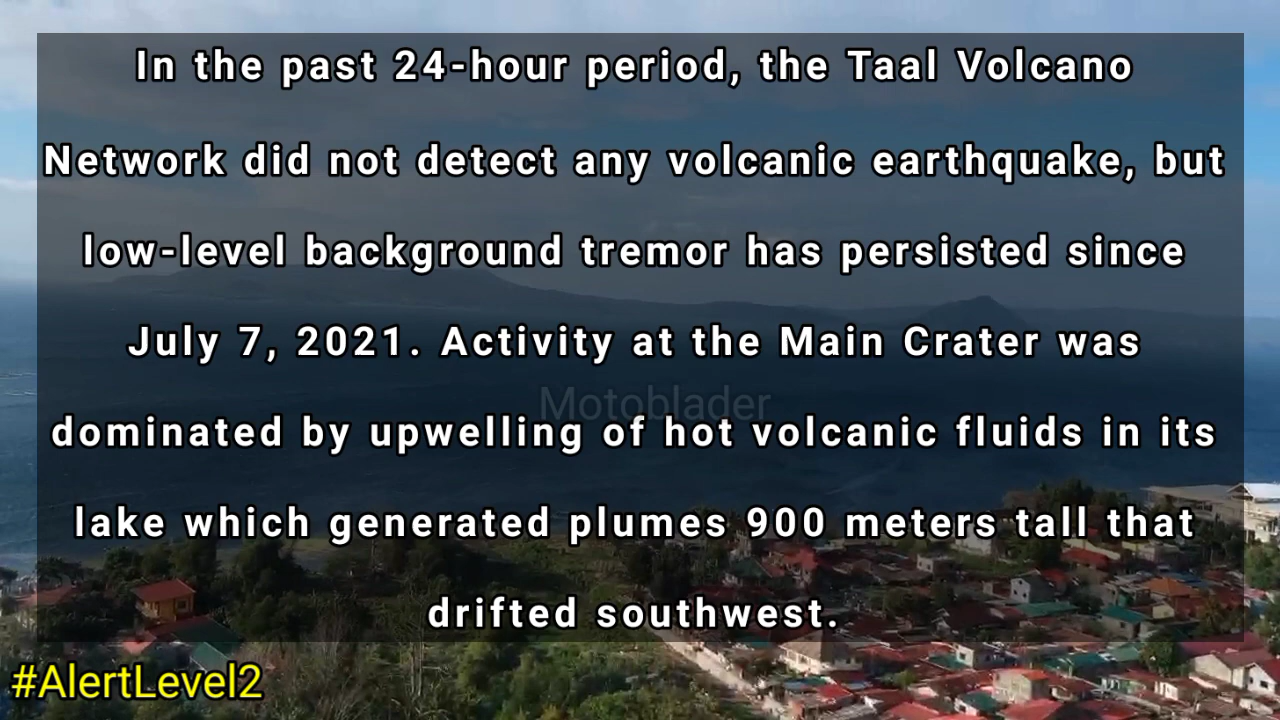 In the past 24-hour period, the Taal Volcano
Network did not detect any volcanic earthquake, but
low-level background tremor has persisted since
July 7, 2021. Activity at the Main Crater was
Motoblader
dominated by upwelling of hot volcanic fluids in its
lake which generated plumes 900 meters tall that
drifted southwest.
#AlertLevel2